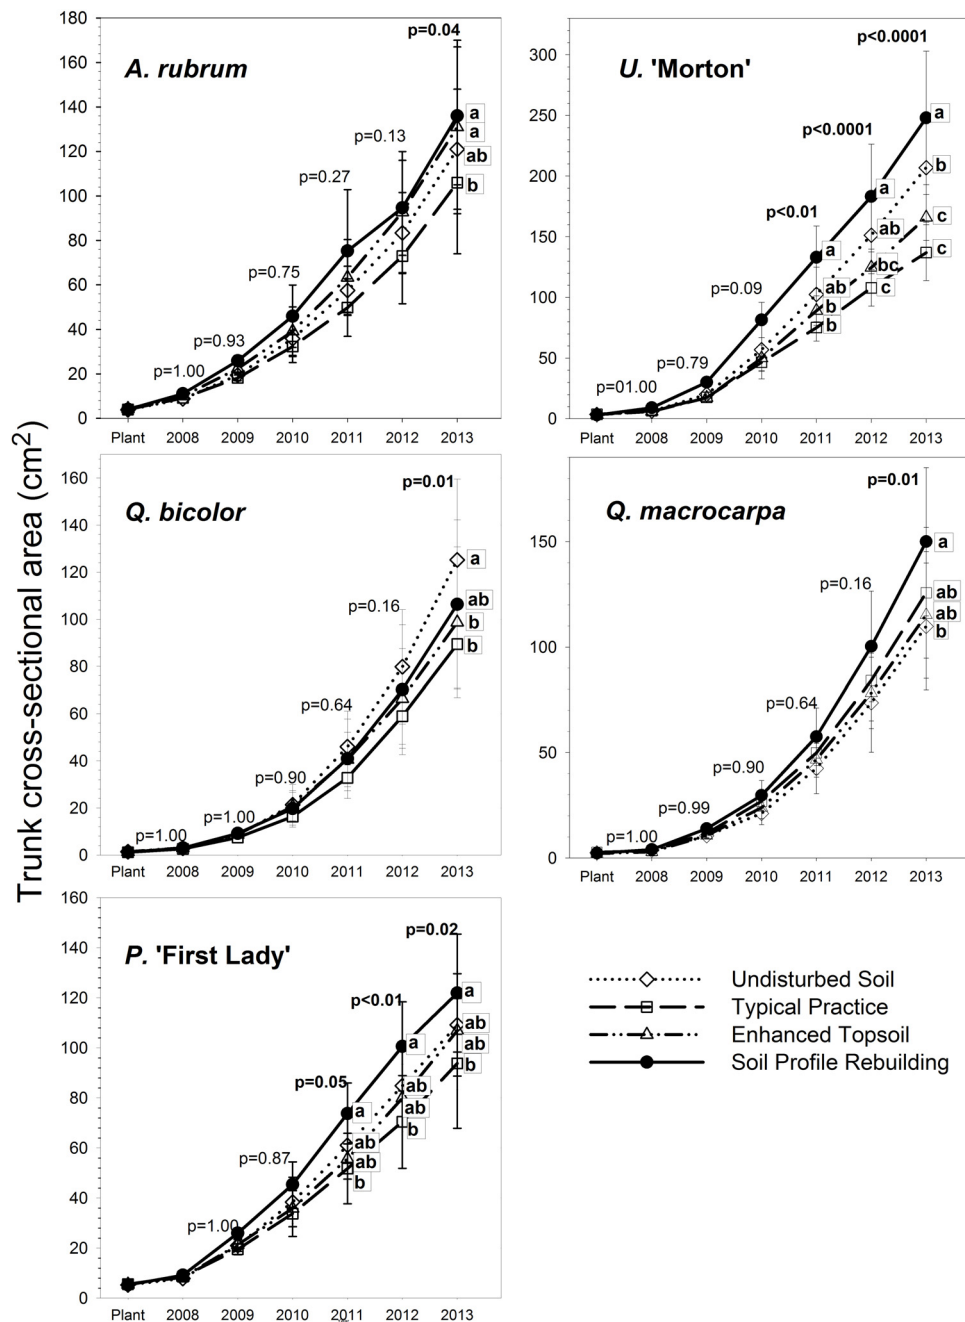 Trunk cross-sectional area (cm2)
A. rubrum
180
160
140
120
100
80
60
40
20
0
p=1.00
p=0.93
p=0.75
p=0.27
p=0.13
p=0.04
a
a
ab
b
Plant 2008 2009 2010 2011 2012 2013
U. 'Morton'
300
250
200
150
100
50
0
p=01.00
p=0.79
p=0.09
p<0.01
p<0.0001
p<0.0001
a
ab
b
b
a
ab
bc
c
a
b
c
c
Plant 2008 2009 2010 2011 2012 2013
Q. bicolor
160
140
120
100
80
60
40
20
0
p=1.00
p=1.00
p=0.90
p=0.64
p=0.16
p=0.01
a
ab
b
b
Plant 2008 2009 2010 2011 2012 2013
Q. macrocarpa
150
100
50
0
p=1.00
p=0.99
p=0.90
p=0.64
p=0.16
p=0.01
a
ab
ab
b
Plant 2008 2009 2010 2011 2012 2013
P. 'First Lady'
160
140
120
100
80
60
40
20
0
p=1.00
p=0.87
p=0.05
p<0.01
p=0.02
a
ab
ab
b
a
ab
ab
b
a
ab
ab
b
Plant 2008 2009 2010 2011 2012 2013
Undisturbed Soil
Typical Practice
Enhanced Topsoil
Soil Profile Rebuilding